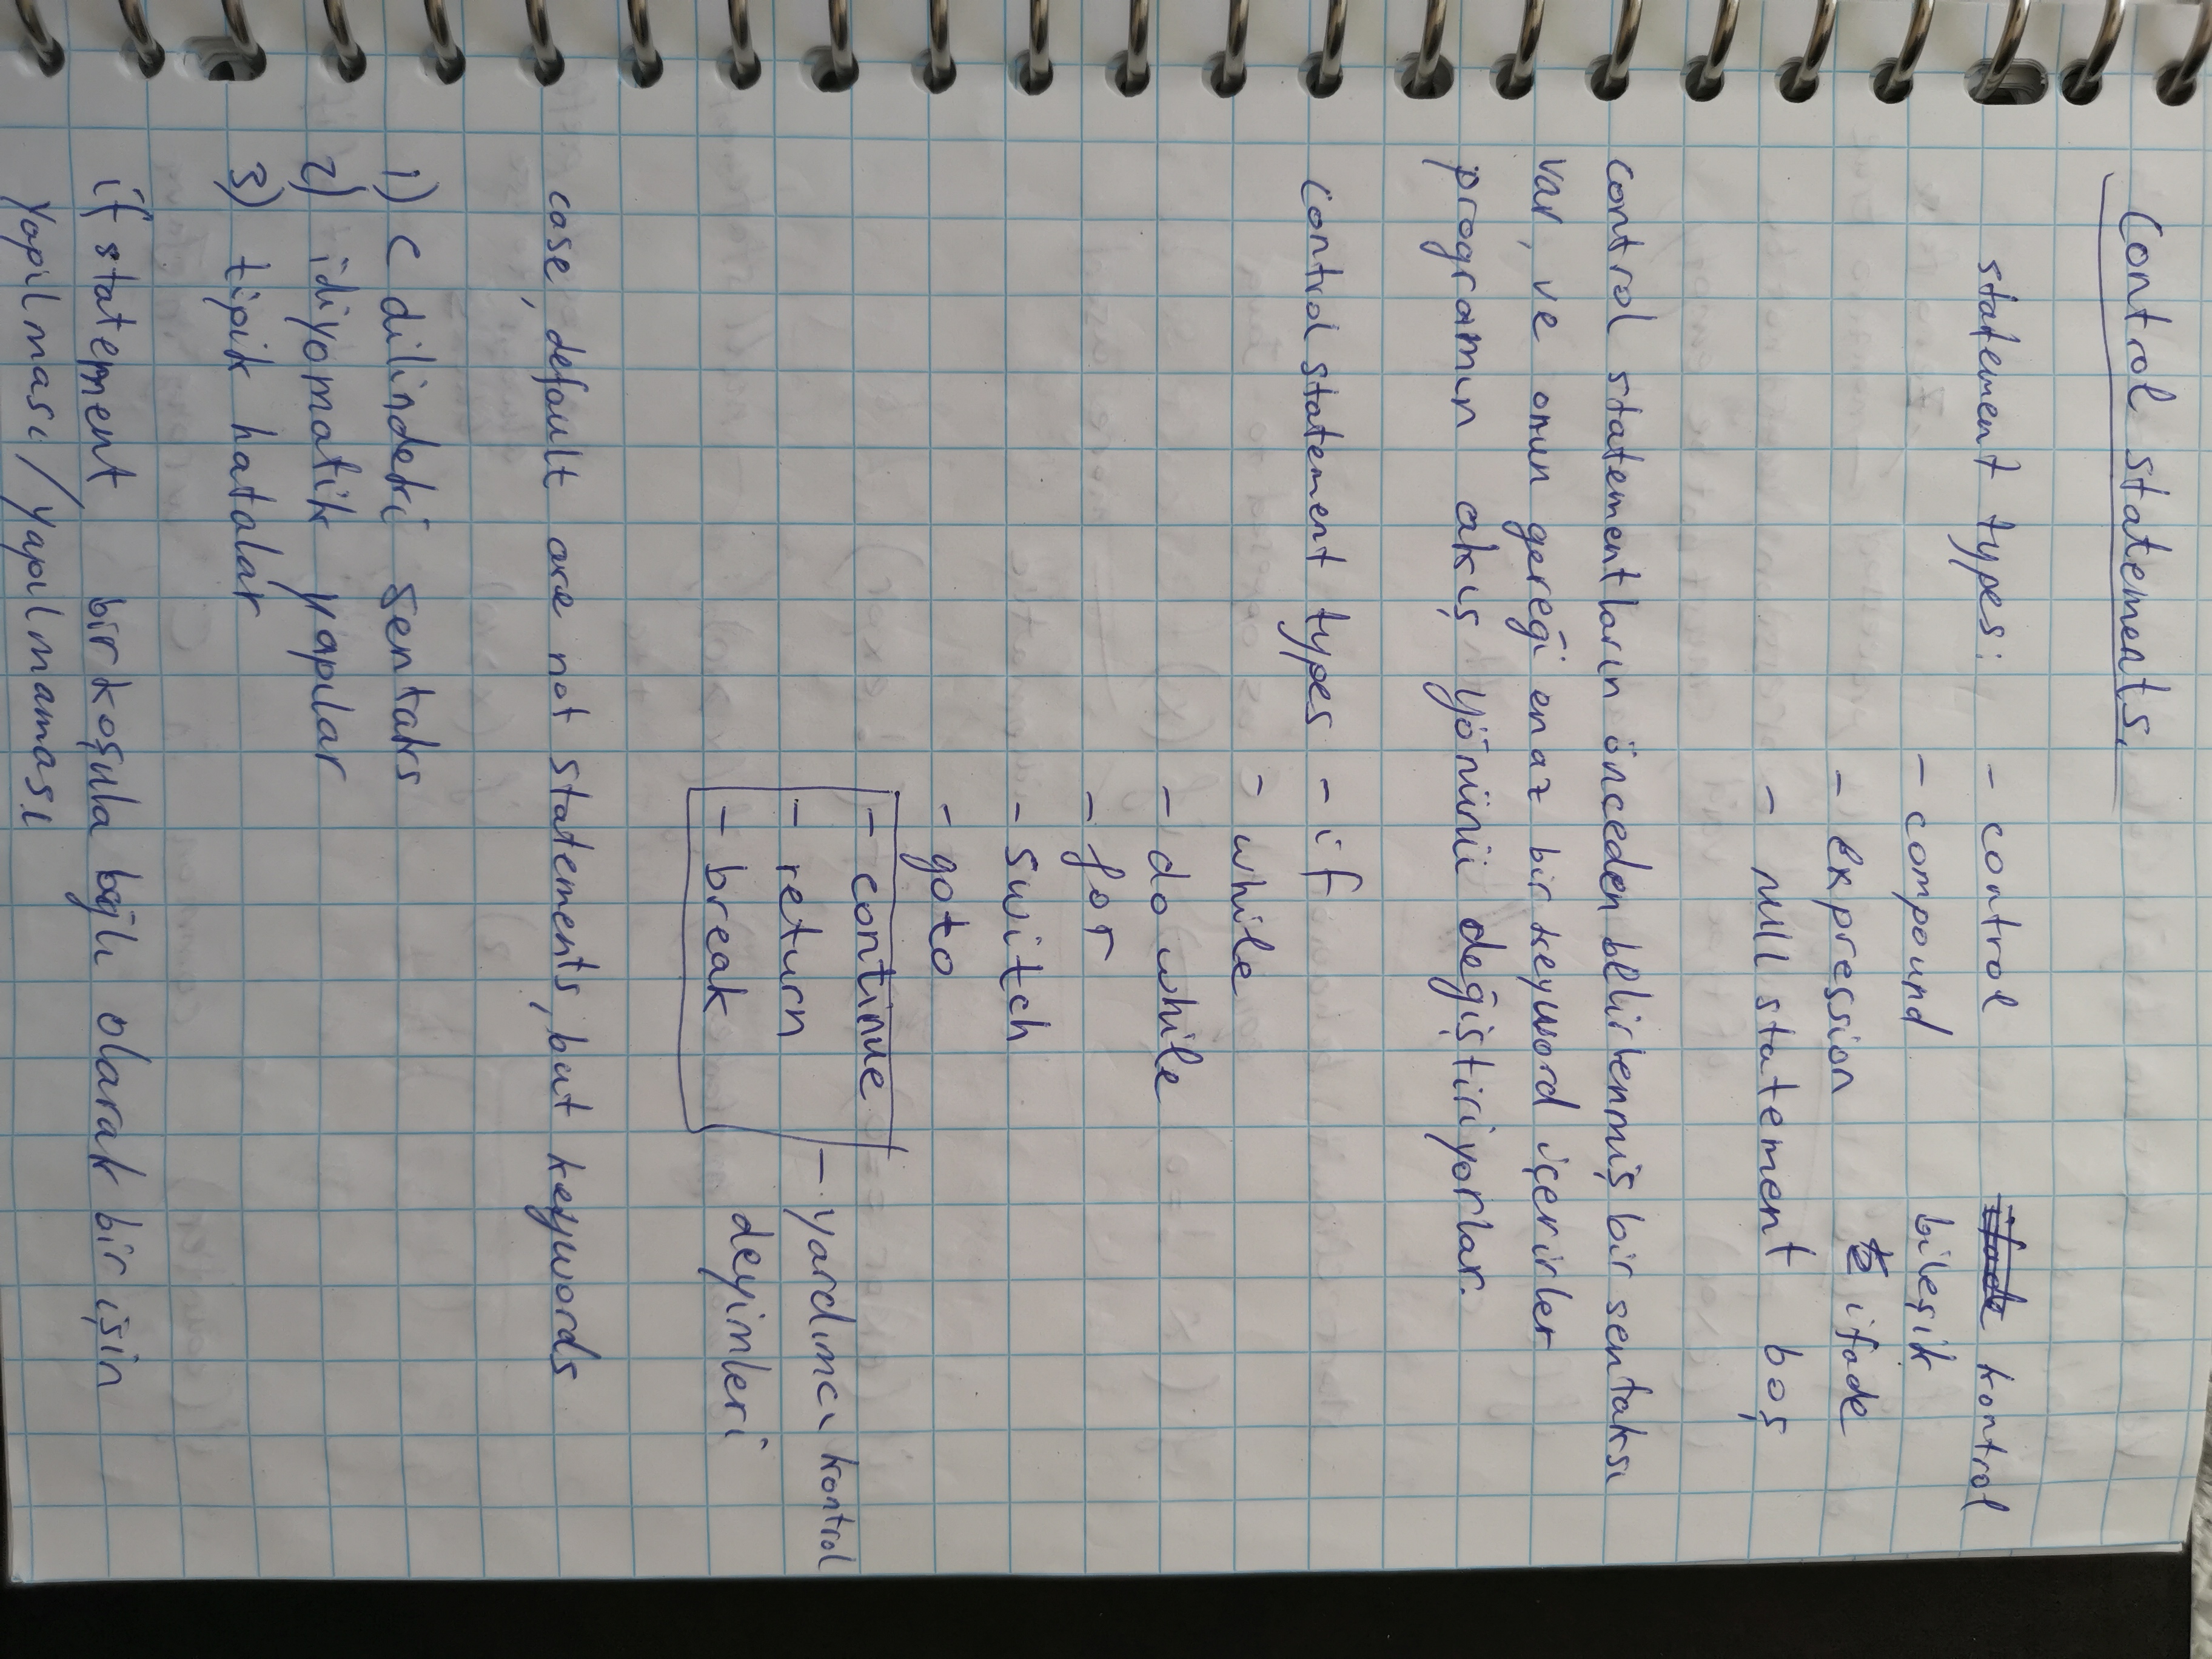 Control statements.
statement types: - control kontrol
- compound bileşik
- expression ifade
- null statement boş
control statementların önceden belirlenmiş bir sentaksı
var, ve onun gereği en az bir keyword içerirler
programın akış yönünü değiştiriyorlar.
control statement types - if
- while
- do while
- for
- switch
- goto
- continue
- return
- break
- yardımcı kontrol
deyimleri
case, default are not statements, but keywords
1) C dilindeki sentaks
2) idiyomatik yapılar
3) tipik hatalar
if statement bir koşula bağlı olarak bir işin
yapılması/yapılmaması